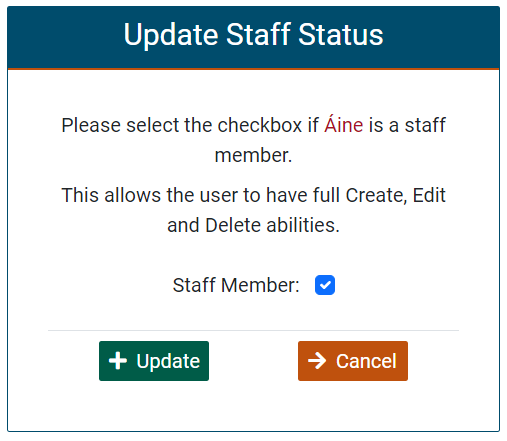 Update Staff Status
Please select the checkbox if Áine is a staff
member.
This allows the user to have full Create, Edit
and Delete abilities.
Staff Member:
Update
Cancel